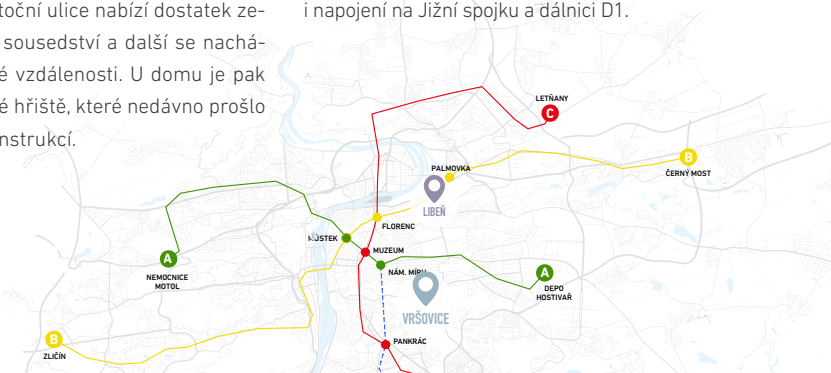 toční ulice nabízí dostatek ze-
sousedství a další se nachá-
é vzdálenosti. U domu je pak
é hřiště, které nedávno prošlo
nstrukcí.
i napojení na Jižní spojku a dálnici D1.
LETŇANY
C
PALMOVKA
B
ČERNÝ MOST
LIBEŇ
FLORENC
MŮSTEK
MUZEUM
A
NEMOCNICE
MOTOL
NÁM. MÍRU
A
DEPO
HOSTIVAŘ
VRŠOVICE
B
ZLIČÍN
PANKRÁC